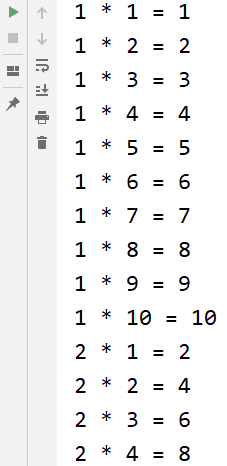 1 * 1 = 1
1 * 2 = 2
1 * 3 = 3
1 * 4 = 4
1 * 5 = 5
1 * 6 = 6
1 * 7 = 7
1 * 8 = 8
1 * 9 = 9
1 * 10 = 10
2 * 1 = 2
2 * 2 = 4
2 * 3 = 6
2 * 4 = 8